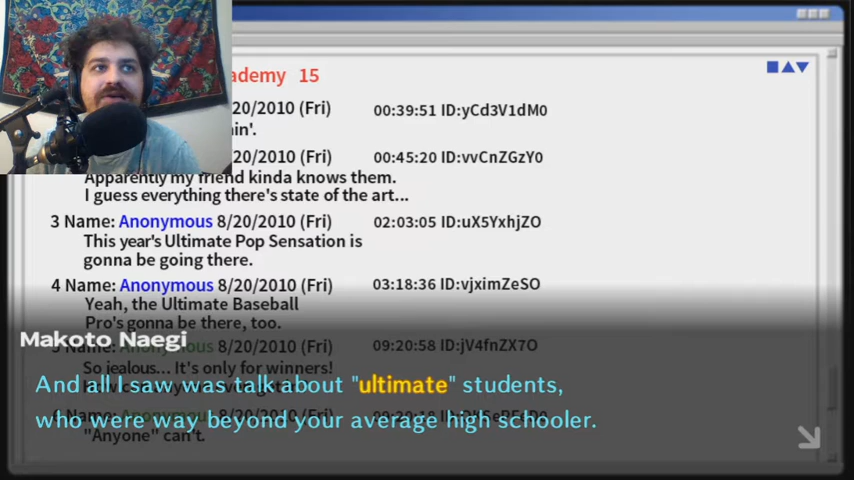 ademy 15
20/2010 (Fri) 00:39:51 ID:yCd3V1dM0
in'.
20/2010 (Fri) 00:45:20 ID:vvCnZGzY0
Apparently my friend kinda knows them.
I guess everything there's state of the art...
3 Name: Anonymous 8/20/2010 (Fri) 02:03:05 ID:uX5YxhjZO
This year's Ultimate Pop Sensation is
gonna be going there.
4 Name: Anonymous 8/20/2010 (Fri) 03:18:36 ID:vjximZeSO
Yeah, the Ultimate Baseball
Pro's gonna be there, too.
Makoto Naegi
Anonymous 8/20/2010 (Fri) 09:20:58 ID:jV4fnZX7O
So jealous... It's only for winners!
And all I saw was talk about "ultimate" students,
who were way beyond your average high schooler.
"Anyone" can't.